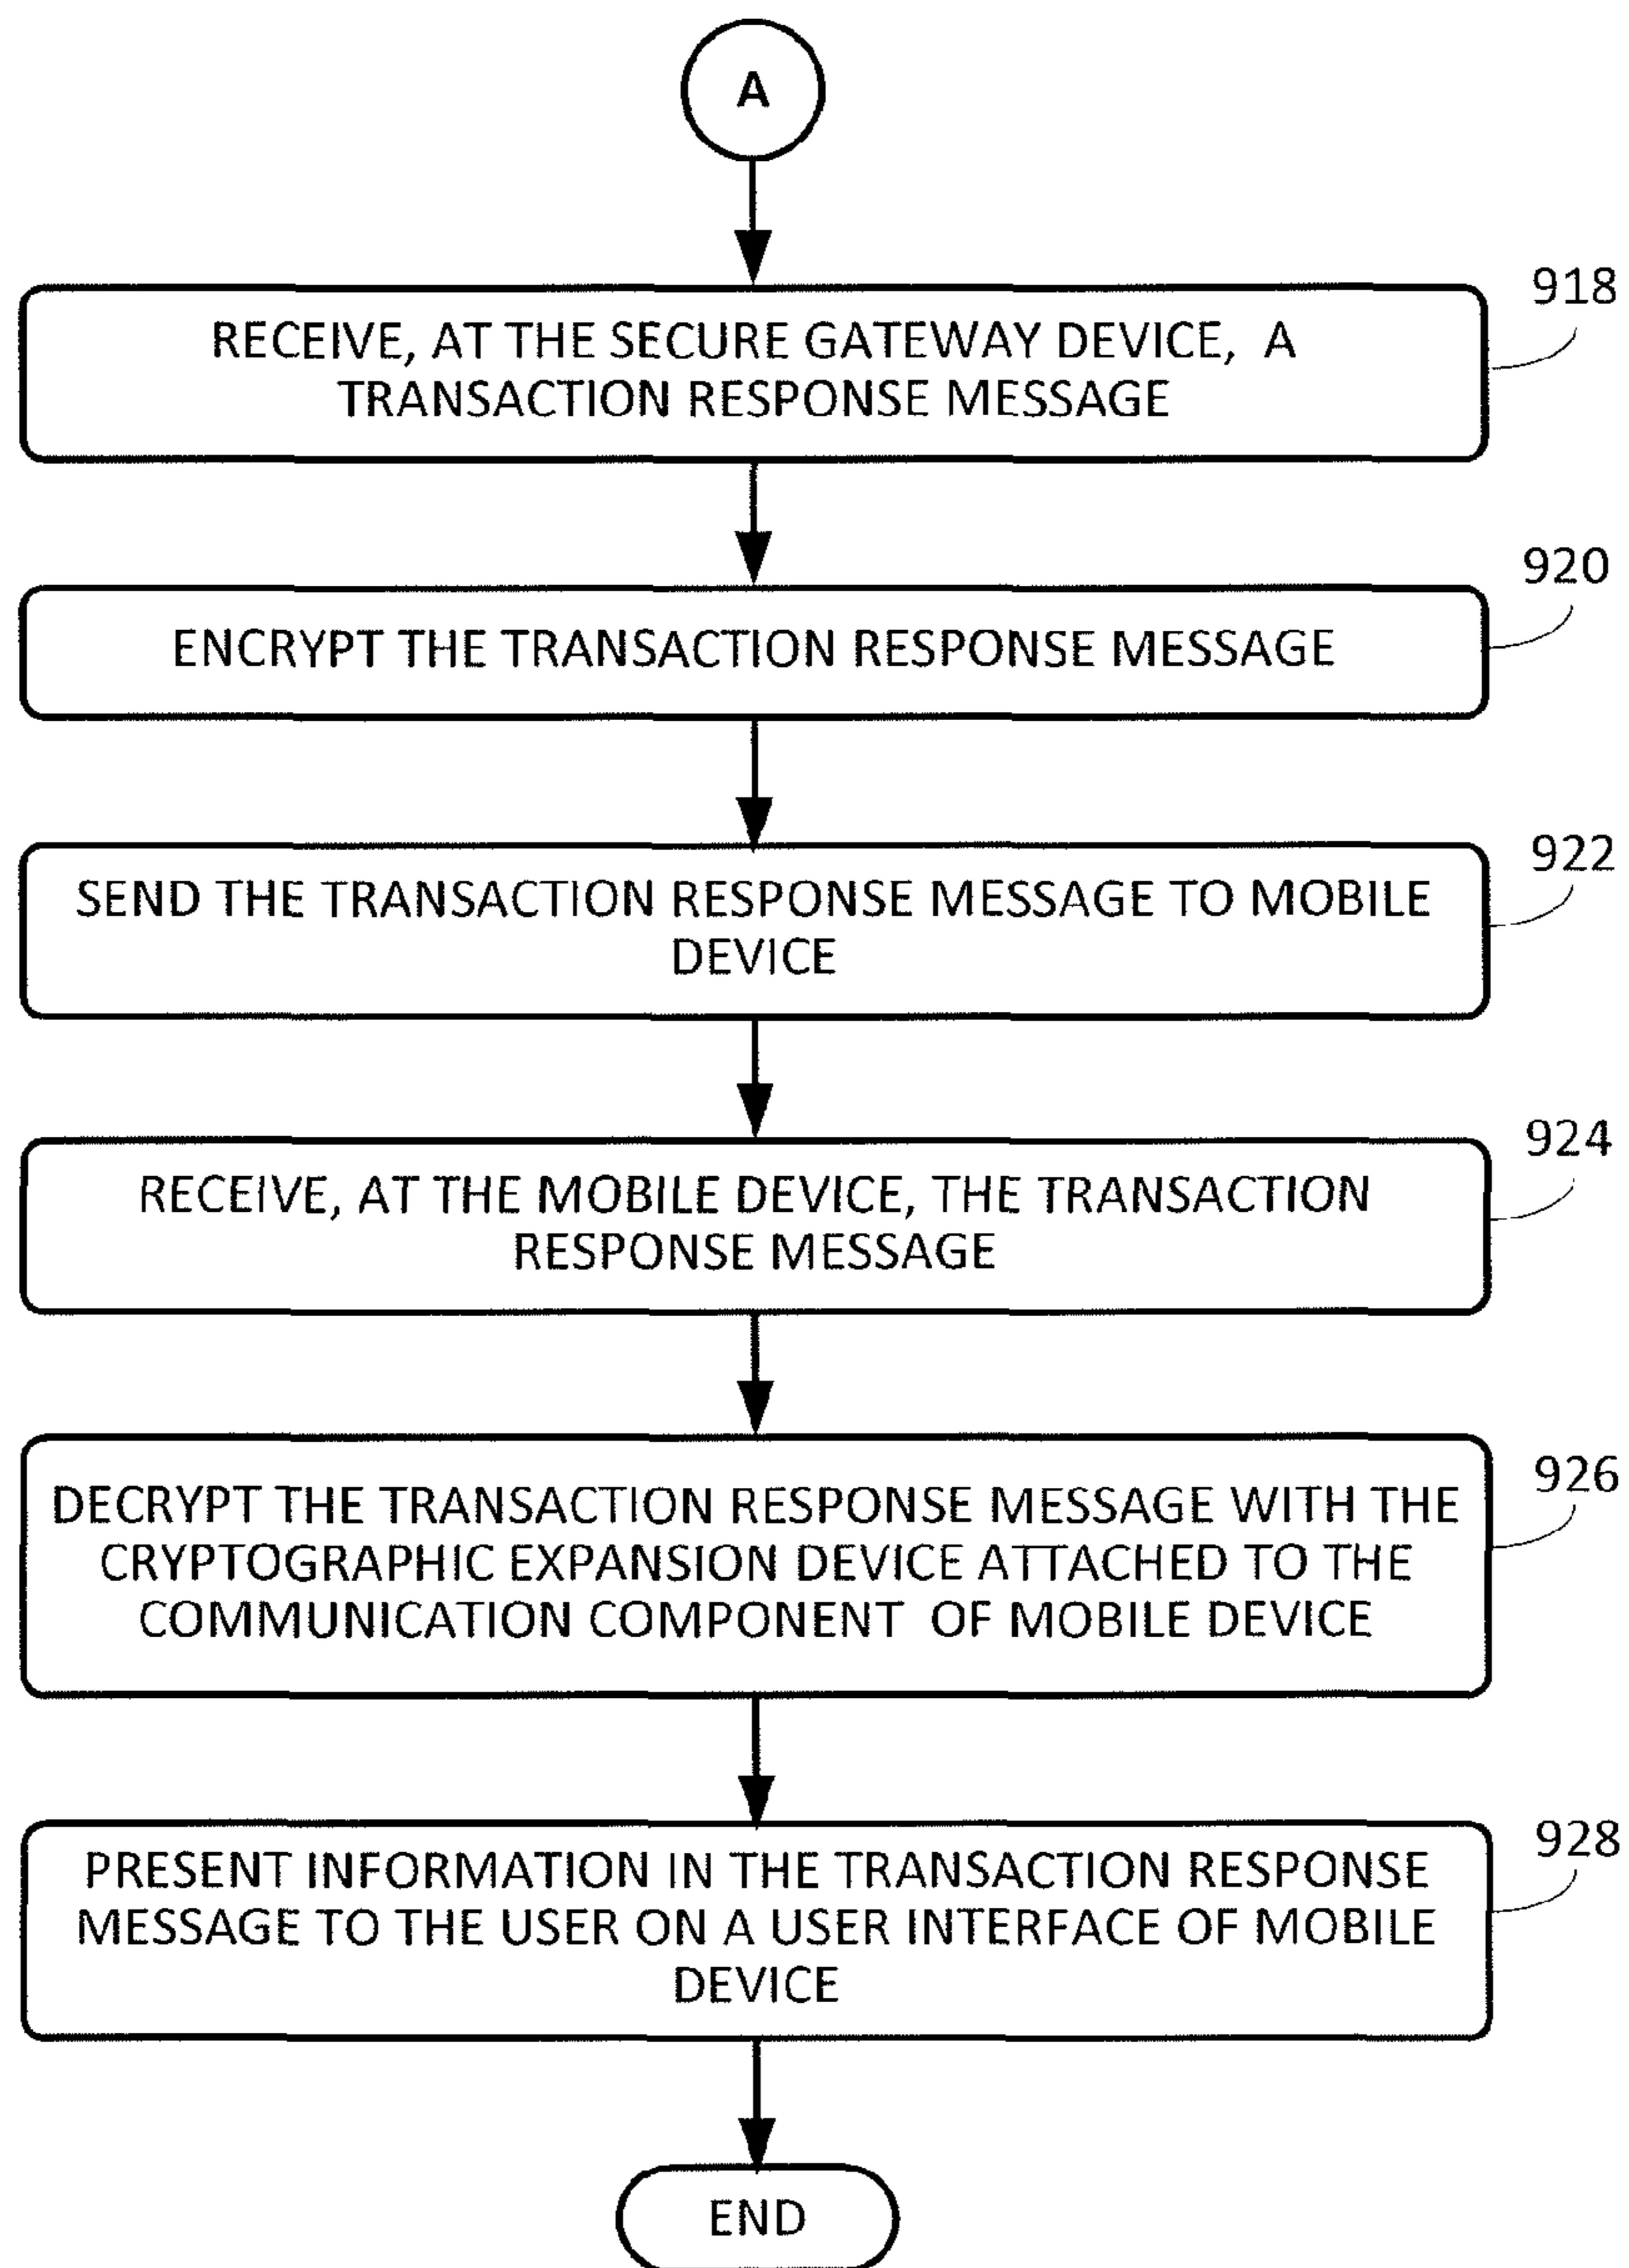 A
918
RECEIVE, AT THE SECURE GATEWAY DEVICE, A
TRANSACTION RESPONSE MESSAGE
920
ENCRYPT THE TRANSACTION RESPONSE MESSAGE
922
SEND THE TRANSACTION RESPONSE MESSAGE TO MOBILE
DEVICE
924
RECEIVE, AT THE MOBILE DEVICE, THE TRANSACTION
RESPONSE MESSAGE
926
DECRYPT THE TRANSACTION RESPONSE MESSAGE WITH THE
CRYPTOGRAPHIC EXPANSION DEVICE ATTACHED TO THE
COMMUNICATION COMPONENT OF MOBILE DEVICE
928
PRESENT INFORMATION IN THE TRANSACTION RESPONSE
MESSAGE TO THE USER ON A USER INTERFACE OF MOBILE
DEVICE
END